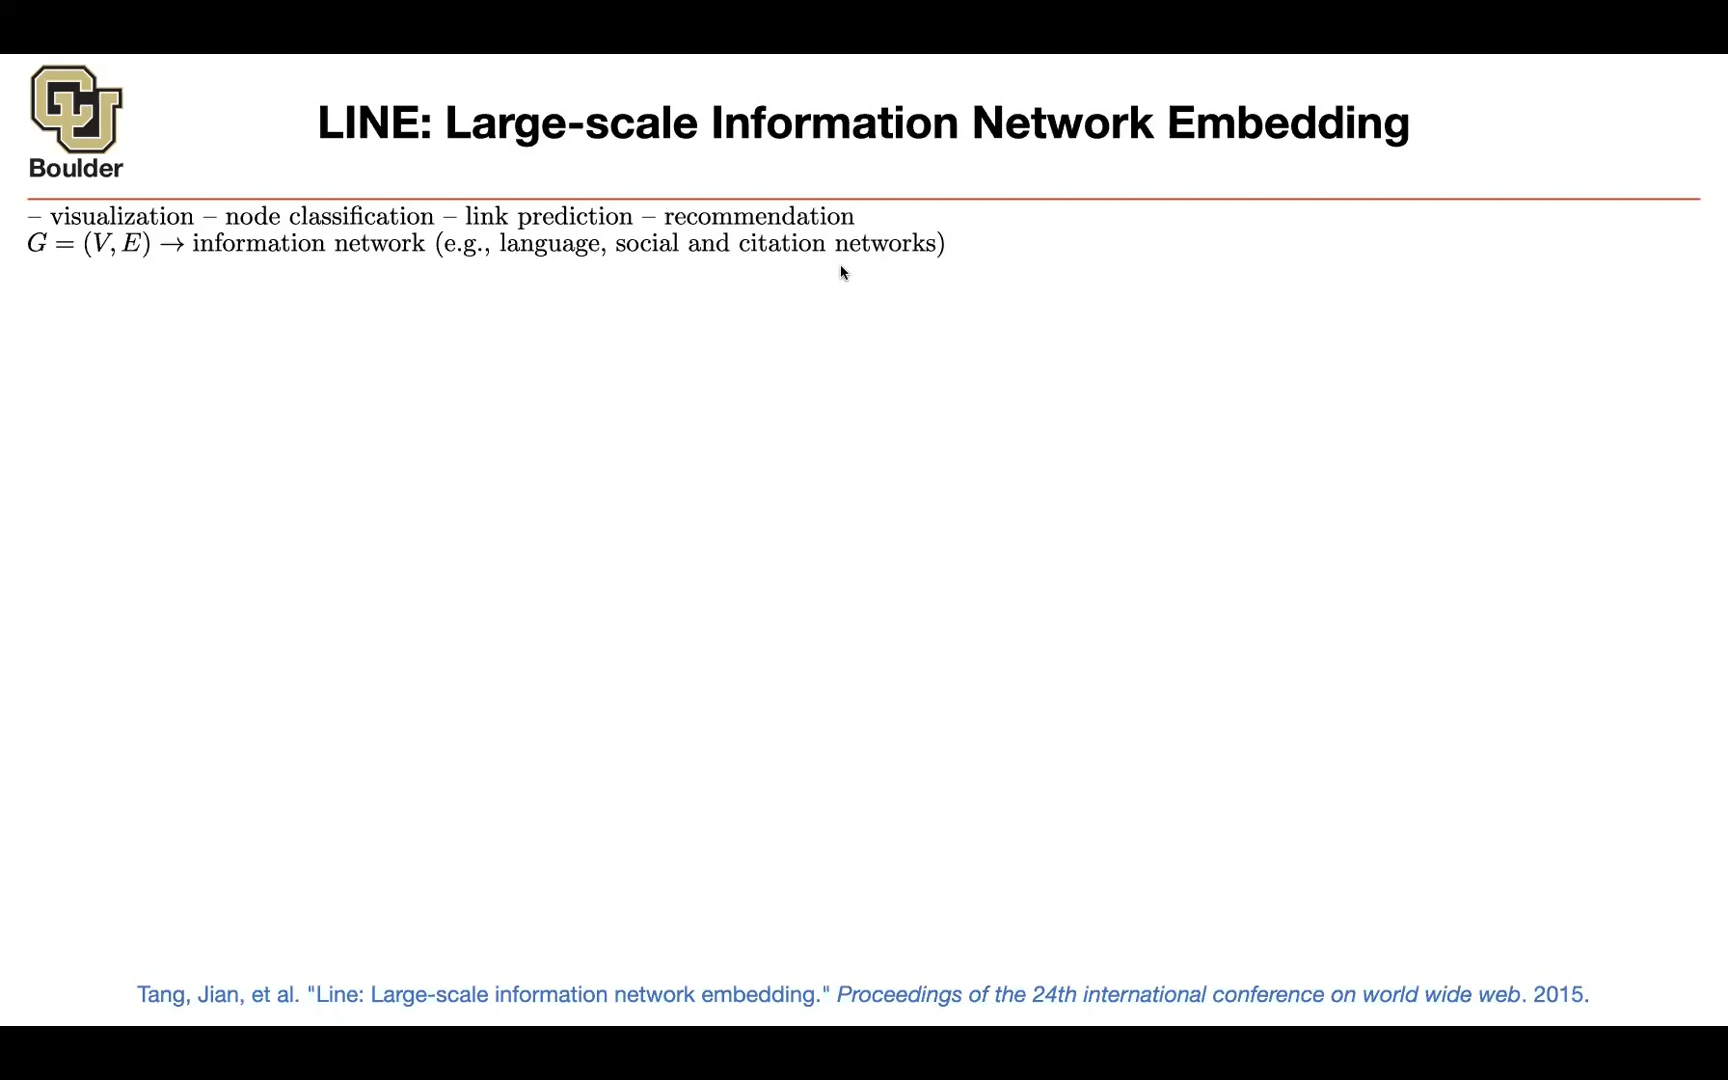 Boulder
LINE: Large-scale Information Network Embedding
– visualization – node classification – link prediction – recommendation
G = (V, E) → information network (e.g., language, social and citation networks)
Tang, Jian, et al. "Line: Large-scale information network embedding." Proceedings of the 24th international conference on world wide web. 2015.